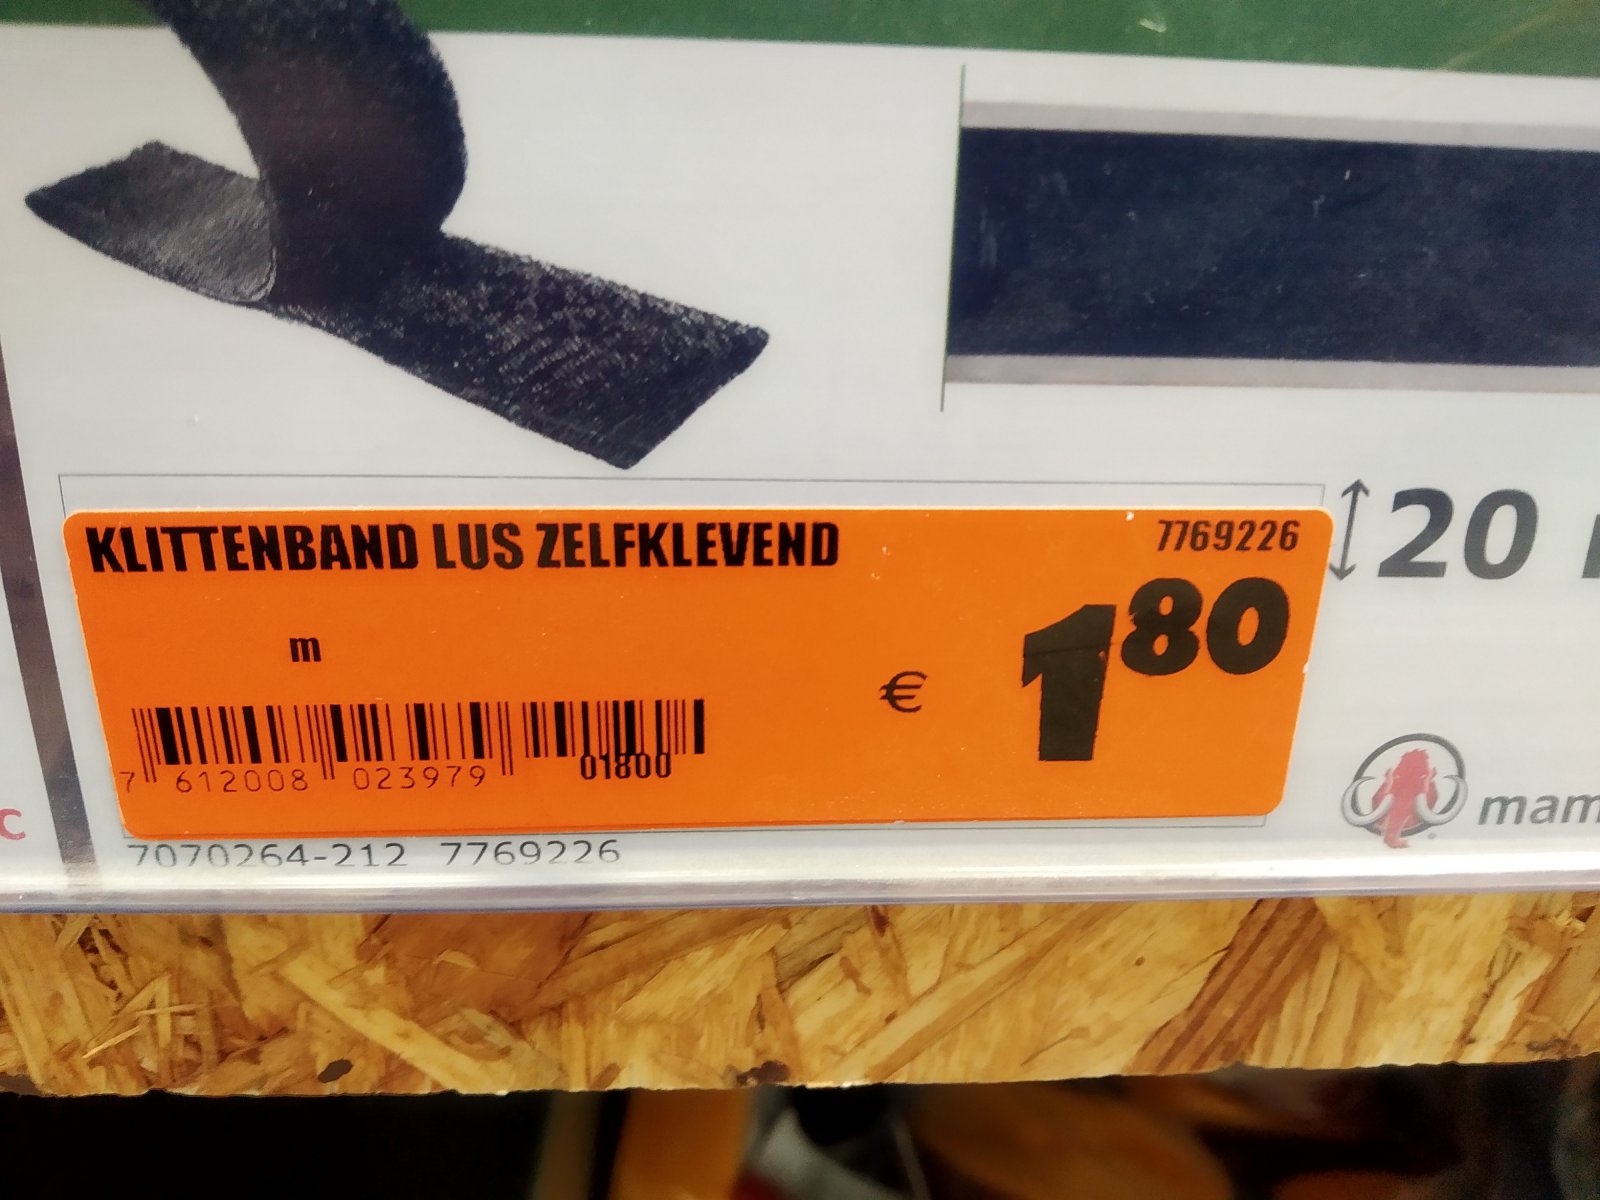 KLITTENBAND LUS ZELFKLEVEND
7769226
m
€ 1 80
7 612008 023979
01800
20
7070264-212 7769226